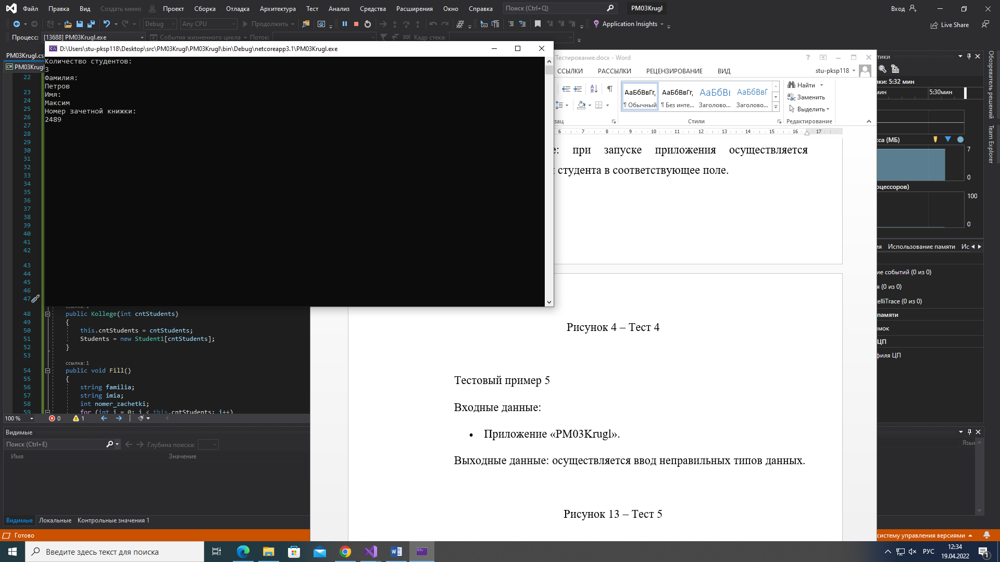 Файл Правка Вид Создать меню Проект Сборка Отладка Архитектура Тест Анализ Средства Расширения Окно Справка Поиск (Ctrl+Q) PM03Krugl Вход
Debug Any CPU Продолжить Application Insights Live Share
Процесс: [13688] PM03Krugl.exe События жизненного цикла Поток: Кадр стека:
D:\Users\stu-pksp118\Desktop\src\PM03Krugl\PM03Krugl\bin\Debug\netcoreapp3.1\PM03Krugl.exe
Количество студентов:
3
Фамилия:
Петров
Имя:
Максим
Номер зачетной книжки:
2489
PM03Krugl.cs
PM03Krugl
22
23
24
25
26
27
28
29
30
31
32
33
34
35
36
37
38
39
40
41
42
43
44
45
46
47
ссылка: 1
48 public Kollege(int cntStudents)
49 {
50 this.cntStudents = cntStudents;
51 Students = new Student1[cntStudents];
52 }
53
ссылка: 1
54 public void Fill()
55 {
56 string familia;
57 string imia;
58 int nomer_zachetki;
59 for (int i = 0; i < this.cntStudents; i++)
100 % 0 1
Видимые
Поиск (Ctrl+E) Глубина поиска:
Имя Значение
Видимые Локальные Контрольные значения 1
Готово
Тестирование.docx - Word
ССЫЛКИ РАССЫЛКИ РЕЦЕНЗИРОВАНИЕ ВИД stu-pksp118
АаБбВвГг, АаБбВвГг, АаБбВı АаБбВвГ
¶ Обычный ¶ Без инте... Заголово... Заголово...
Найти
Заменить
Выделить
зац Стили Редактирование
6 7 8 9 10 11 12 13 14 15 16 17
е: при запуске приложения осуществляется
студента в соответствующее поле.
Рисунок 4 – Тест 4
Тестовый пример 5
Входные данные:
• Приложение «PM03Krugl».
Выходные данные: осуществляется ввод неправильных типов данных.
Рисунок 13 – Тест 5
тики
ки: 5:32 мин
мин 5:30мин
сса (МБ)
7
0
оцессоров)
100
0
ия Использование памяти Ис
ие событий (0 из 0)
я (0 из 0)
elliTrace (0 из 0)
памяти
мок
ЦП
филя ЦП
Язык
систему управления версиями
Обозреватель решений
Team Explorer
Введите здесь текст для поиска
РУС
12:34
19.04.2022
1